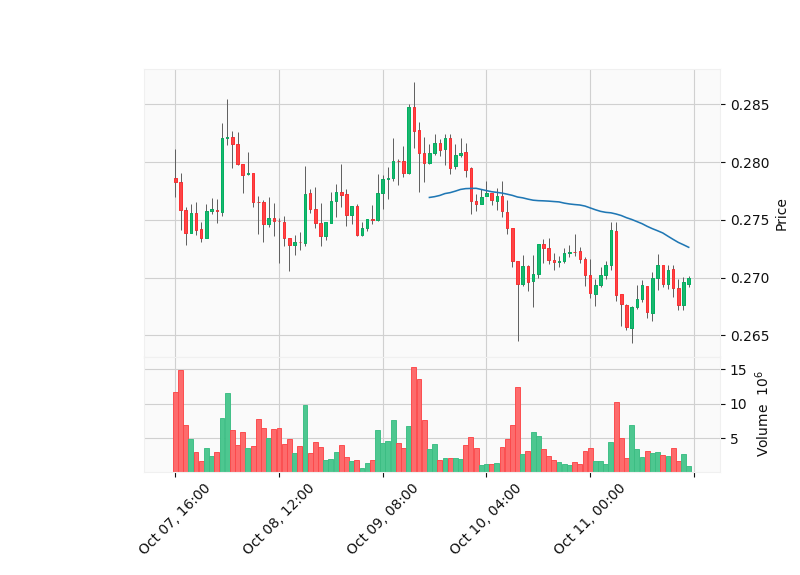 0.285
0.280
0.275
0.270
0.265
Price
15
10
5
Volume 10^6
Oct 07, 16:00
Oct 08, 12:00
Oct 09, 08:00
Oct 10, 04:00
Oct 11, 00:00